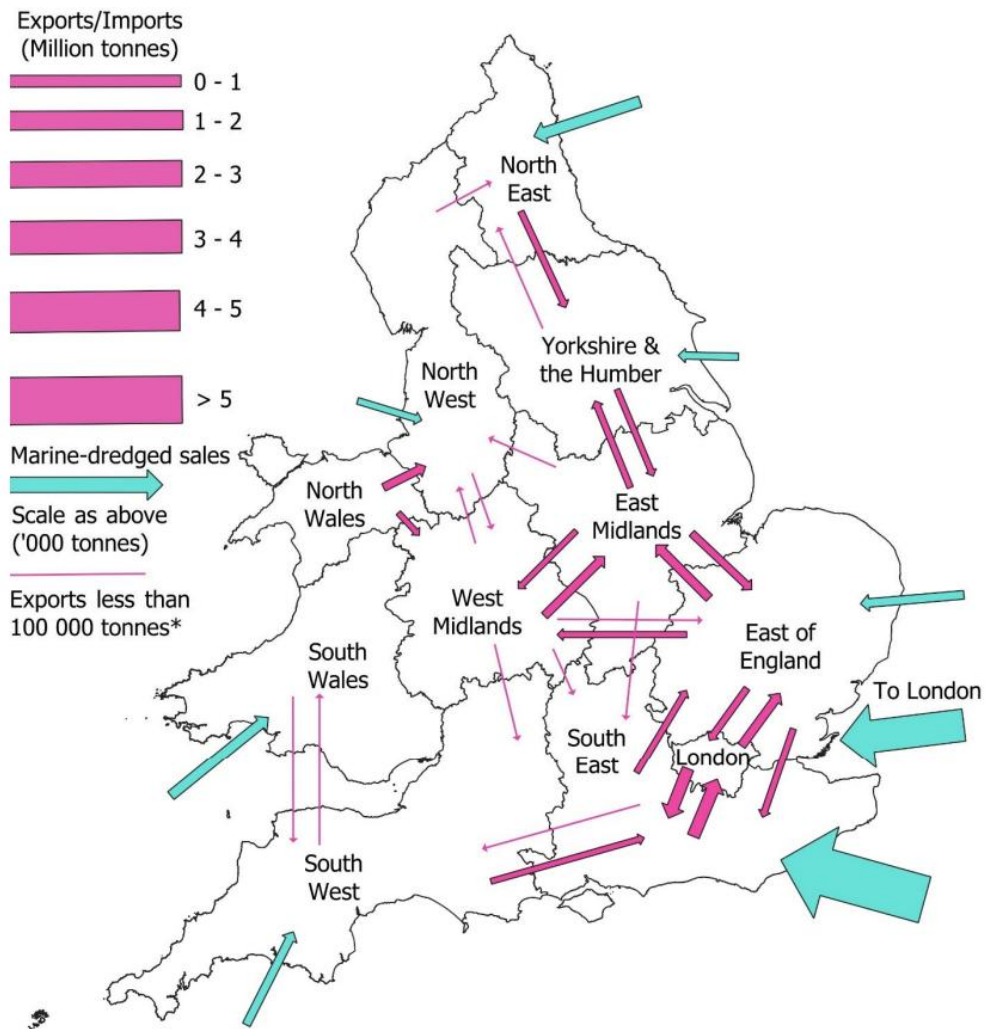 Exports/Imports
(Million tonnes)
0 - 1
1 - 2
2 - 3
3 - 4
4 - 5
> 5
Marine-dredged sales
Scale as above
('000 tonnes)
Exports less than
100 000 tonnes*
North
East
Yorkshire &
the Humber
North
West
North
Wales
East
Midlands
West
Midlands
East of
England
South
Wales
To London
South
East
London
South
West